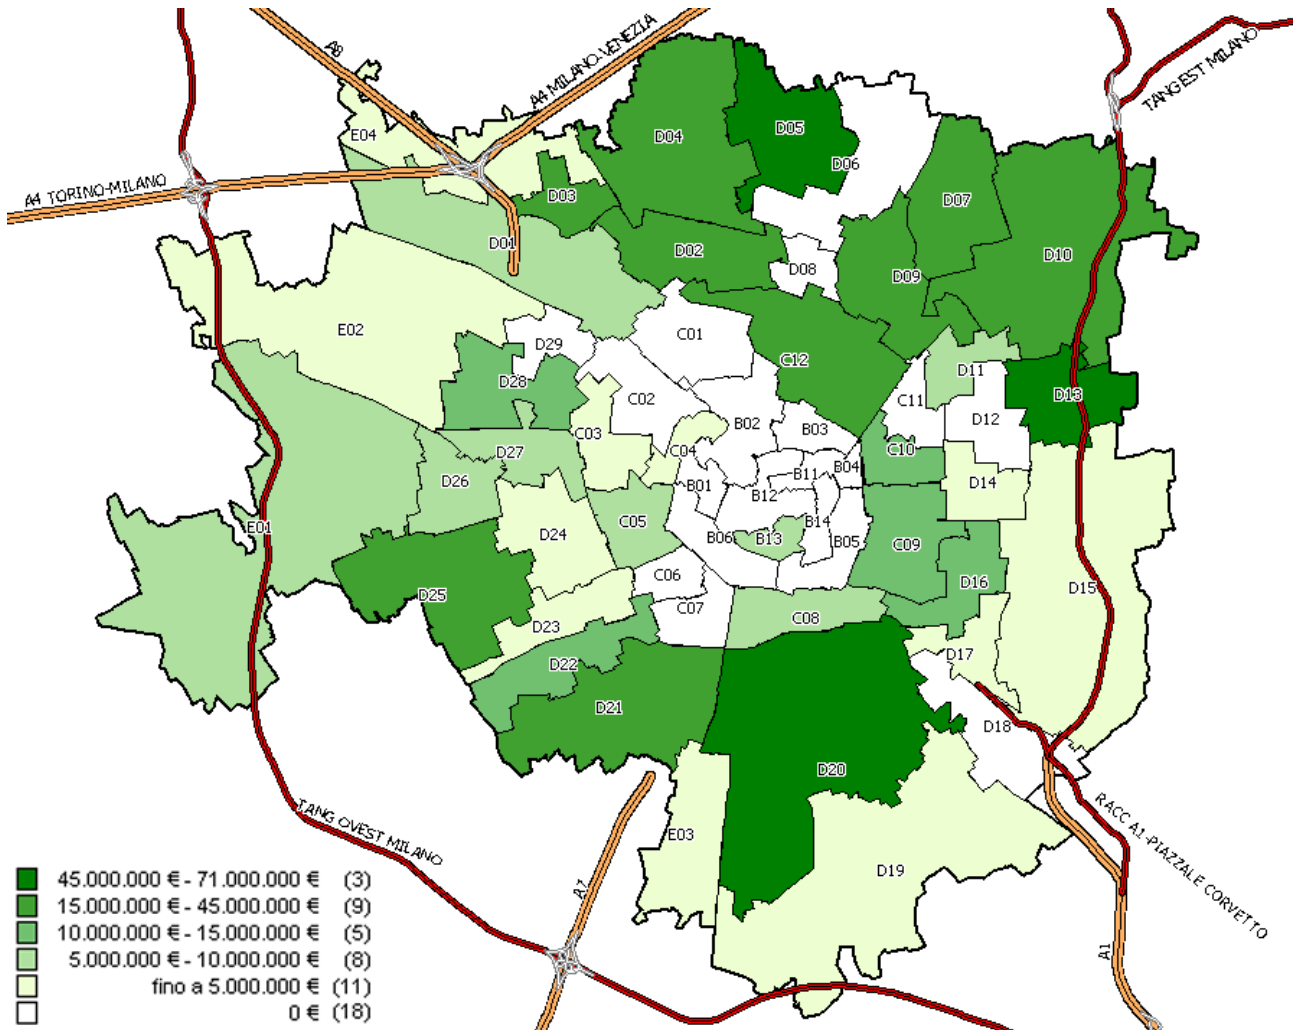 A8
A4 MILANO-VENEZIA
TANG EST MILANO
E04
D04
D05
D06
A4 TORINO-MILANO
D03
D07
D01
D02
D08
D09
D10
E02
D29
C01
C12
D28
C02
C11
D11
D13
D12
B02
B03
C03
C04
C10
D27
B04
D26
B01
B11
D14
B12
E01
C05
D24
B14
B06
B13
B05
C09
C06
D16
D15
D25
C07
C08
D23
D22
D17
D21
D18
D20
TANG OVEST MILANO
E03
RACC A1-PIAZZALE CORVETTO
D19
A7
A1
45.000.000 € - 71.000.000 € (3)
15.000.000 € - 45.000.000 € (9)
10.000.000 € - 15.000.000 € (5)
5.000.000 € - 10.000.000 € (8)
fino a 5.000.000 € (11)
0 € (18)